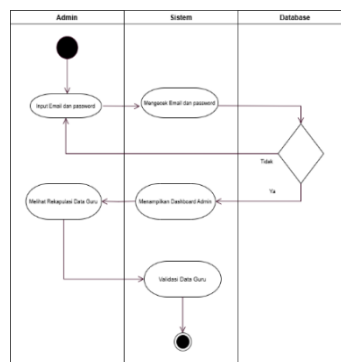 Admin
Sistem
Database
Input Email dan password
Mengecek Email dan password
Tidak
Ya
Melihat Rekapulasi Data Guru
Menampilkan Dashboard Admin
Validasi Data Guru